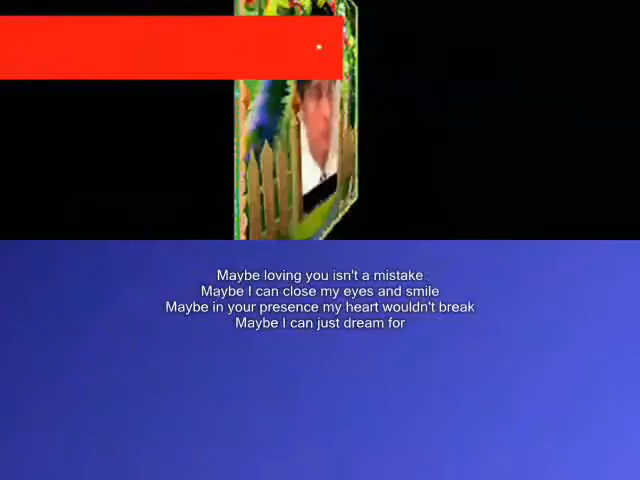 Maybe loving you isn't a mistake
Maybe I can close my eyes and smile
Maybe in your presence my heart wouldn't break
Maybe I can just dream for